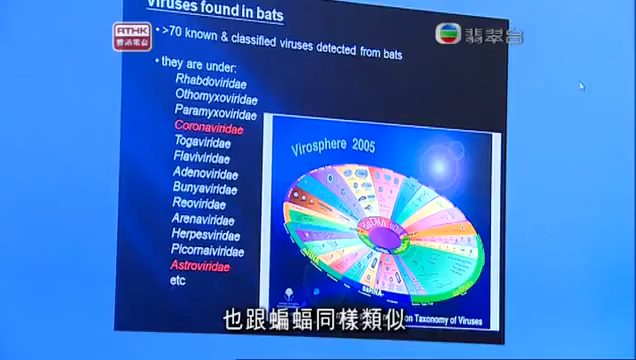 Viruses found in bats
RTHK
香港電台
翡翠台
• >70 known & classified viruses detected from bats
• they are under:
Rhabdoviridae
Othomyxoviridae
Paramyxoviridae
Coronaviridae
Togaviridae
Flaviviridae
Adenoviridae
Bunyaviridae
Reoviridae
Arenaviridae
Herpesviridae
Picornaiviridae
Astroviridae
etc
Virosphere 2005
on Taxonomy of Viruses
也跟蝙蝠同樣類似